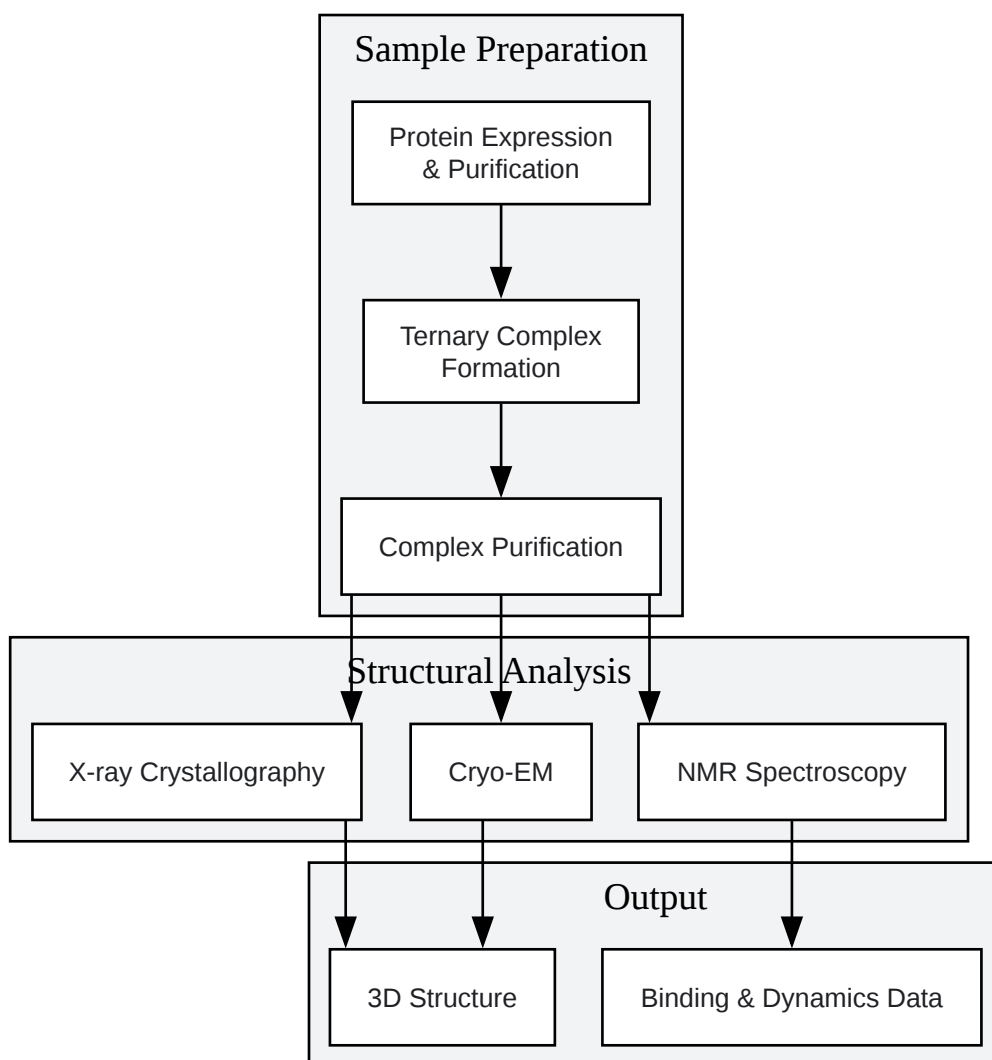 Sample Preparation
Protein Expression
& Purification
Ternary Complex
Formation
Complex Purification
Structural Analysis
X-ray Crystallography
Cryo-EM
NMR Spectroscopy
Output
3D Structure
Binding & Dynamics Data